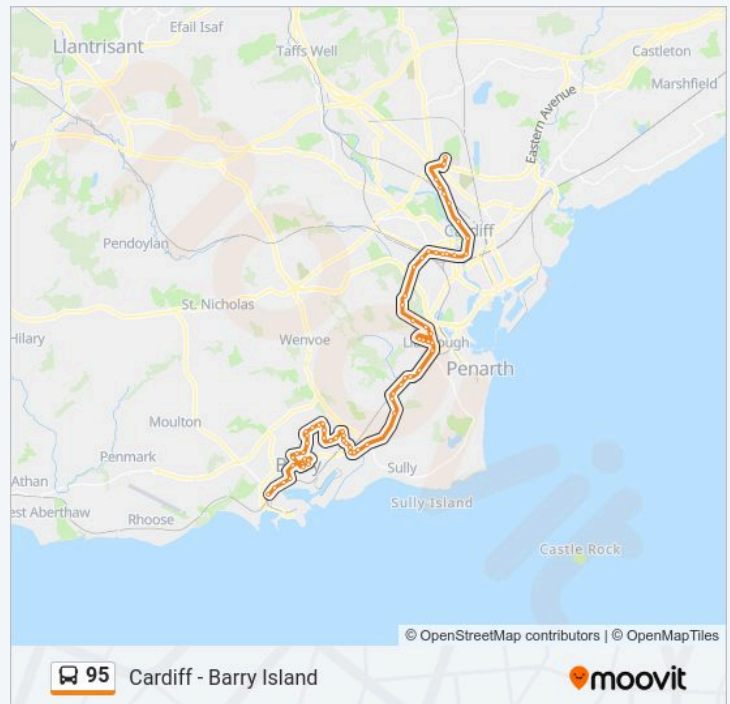 Efail Isaf
Llantrisant
Taffs Well
Castleton
Marshfield
Eastern Avenue
Pendoylan
Cardiff
St. Nicholas
Hilary
Wenvoe
Penarth
Moulton
Penmark
Barry
Athan
Sully
est Aberthaw
Rhoose
Sully Island
Castle Rock
© OpenStreetMap contributors | © OpenMapTiles
95 Cardiff - Barry Island
moovit